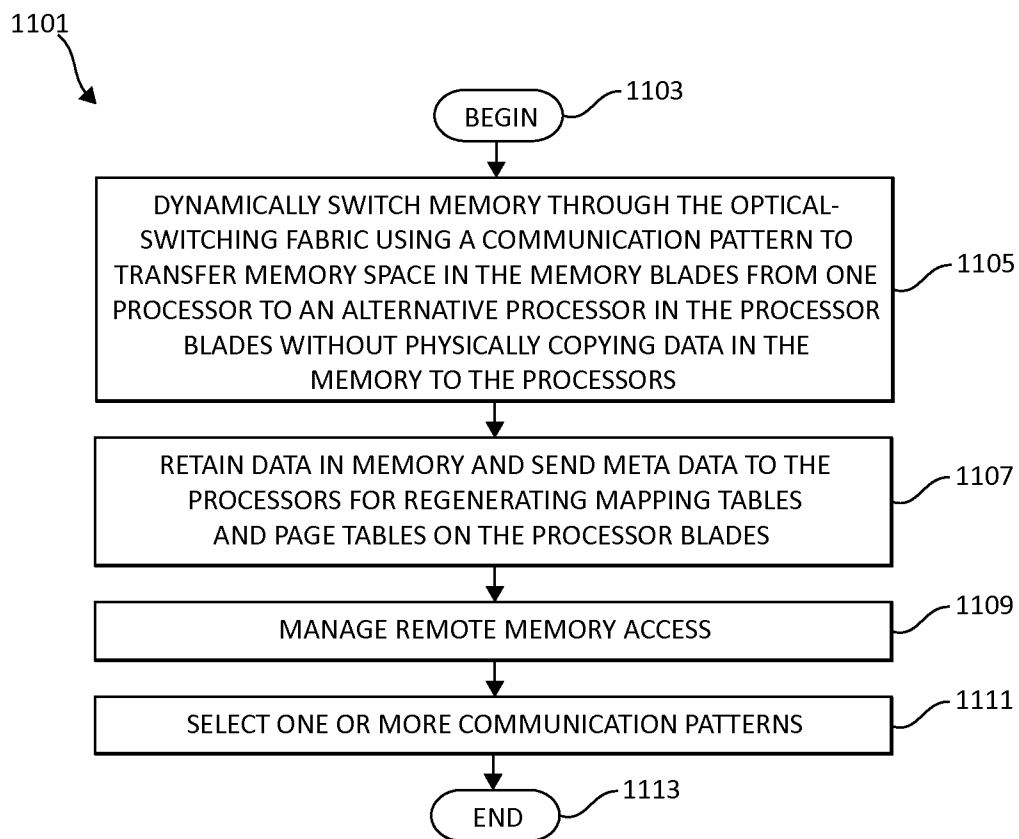 1101
BEGIN
1103
DYNAMICALLY SWITCH MEMORY THROUGH THE OPTICAL-
SWITCHING FABRIC USING A COMMUNICATION PATTERN TO
TRANSFER MEMORY SPACE IN THE MEMORY BLADES FROM ONE
PROCESSOR TO AN ALTERNATIVE PROCESSOR IN THE PROCESSOR
BLADES WITHOUT PHYSICALLY COPYING DATA IN THE
MEMORY TO THE PROCESSORS
1105
RETAIN DATA IN MEMORY AND SEND META DATA TO THE
PROCESSORS FOR REGENERATING MAPPING TABLES
AND PAGE TABLES ON THE PROCESSOR BLADES
1107
MANAGE REMOTE MEMORY ACCESS
1109
SELECT ONE OR MORE COMMUNICATION PATTERNS
1111
END
1113